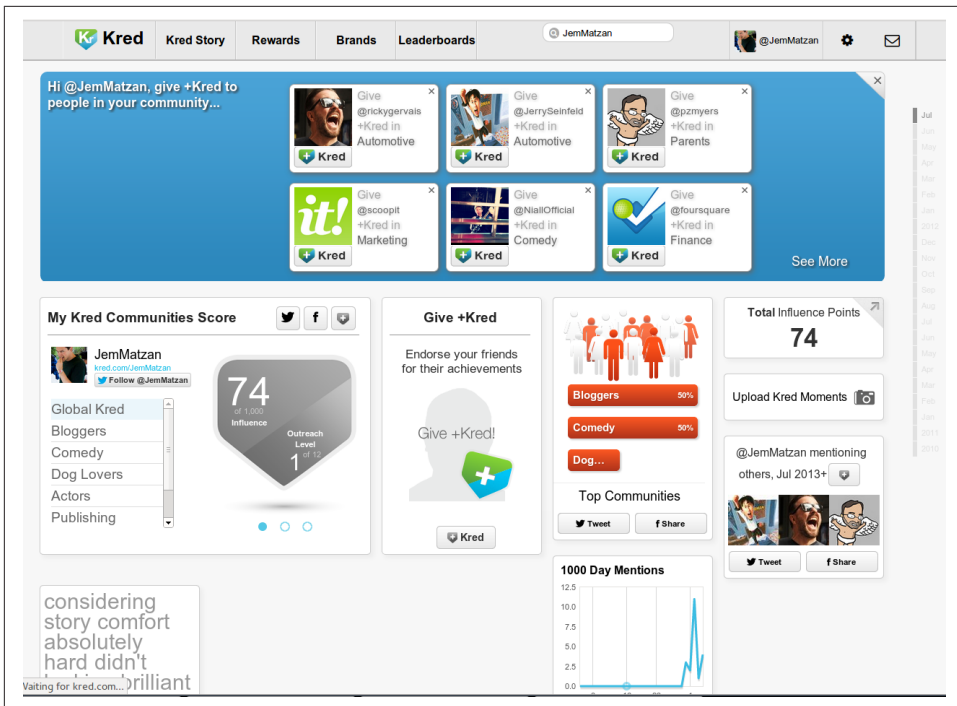 Kred
Kred Story
Rewards
Brands
Leaderboards
JemMatzan
@JemMatzan
Hi @JemMatzan, give +Kred to
people in your community...
Give
@rickygervais
+Kred in
Automotive
Kred
Give
@JerrySeinfeld
+Kred in
Automotive
Kred
Give
@pzmyers
+Kred in
Parents
Kred
it!
Give
@scoopit
+Kred in
Marketing
Kred
Give
@NiallOfficial
+Kred in
Comedy
Kred
Give
@foursquare
+Kred in
Finance
Kred
See More
Jul
Jun
May
Apr
Mar
Feb
Jan
2012
Dec
Nov
Oct
Sep
Aug
Jul
Jun
May
Apr
Mar
Feb
Jan
2011
2010
My Kred Communities Score
JemMatzan
kred.com/JemMatzan
Follow @JemMatzan
Global Kred
Bloggers
Comedy
Dog Lovers
Actors
Publishing
74
of 1,000
Influence
Outreach
Level
1 of 12
Give +Kred
Endorse your friends
for their achievements
Give +Kred!
Kred
Bloggers 50%
Comedy 50%
Dog...
Top Communities
Tweet
f Share
Total Influence Points
74
Upload Kred Moments
@JemMatzan mentioning
others, Jul 2013+
Tweet
f Share
1000 Day Mentions
12.5
10.0
7.5
5.0
2.5
0.0
considering
story comfort
absolutely
hard didn't
brilliant
Waiting for kred.com...